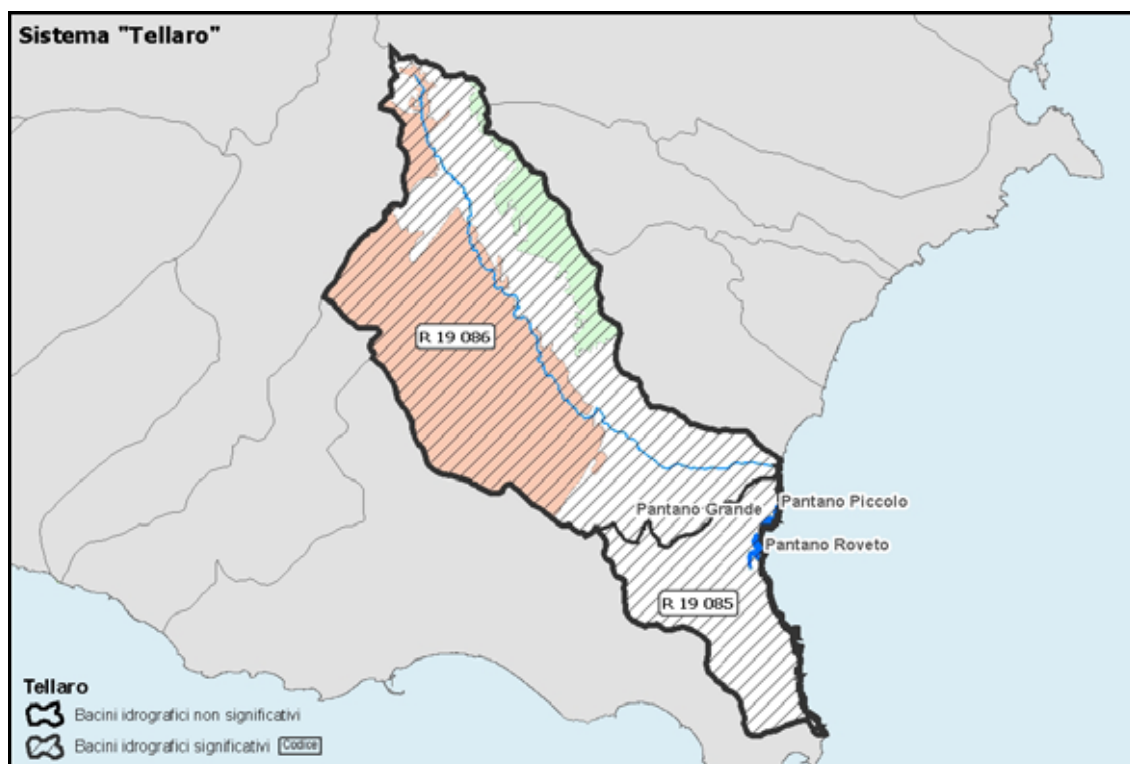 Sistema "Tellaro"
R 19 086
Pantano Grande
Pantano Piccolo
Pantano Roveto
R 19 085
Tellaro
Bacini idrografici non significativi
Bacini idrografici significativi Codice